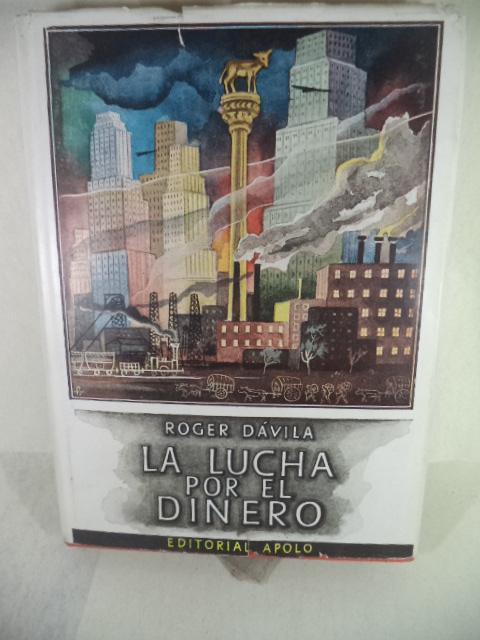 ROGER DÁVILA
LA LUCHA
POR EL
DINERO
EDITORIAL APOLO